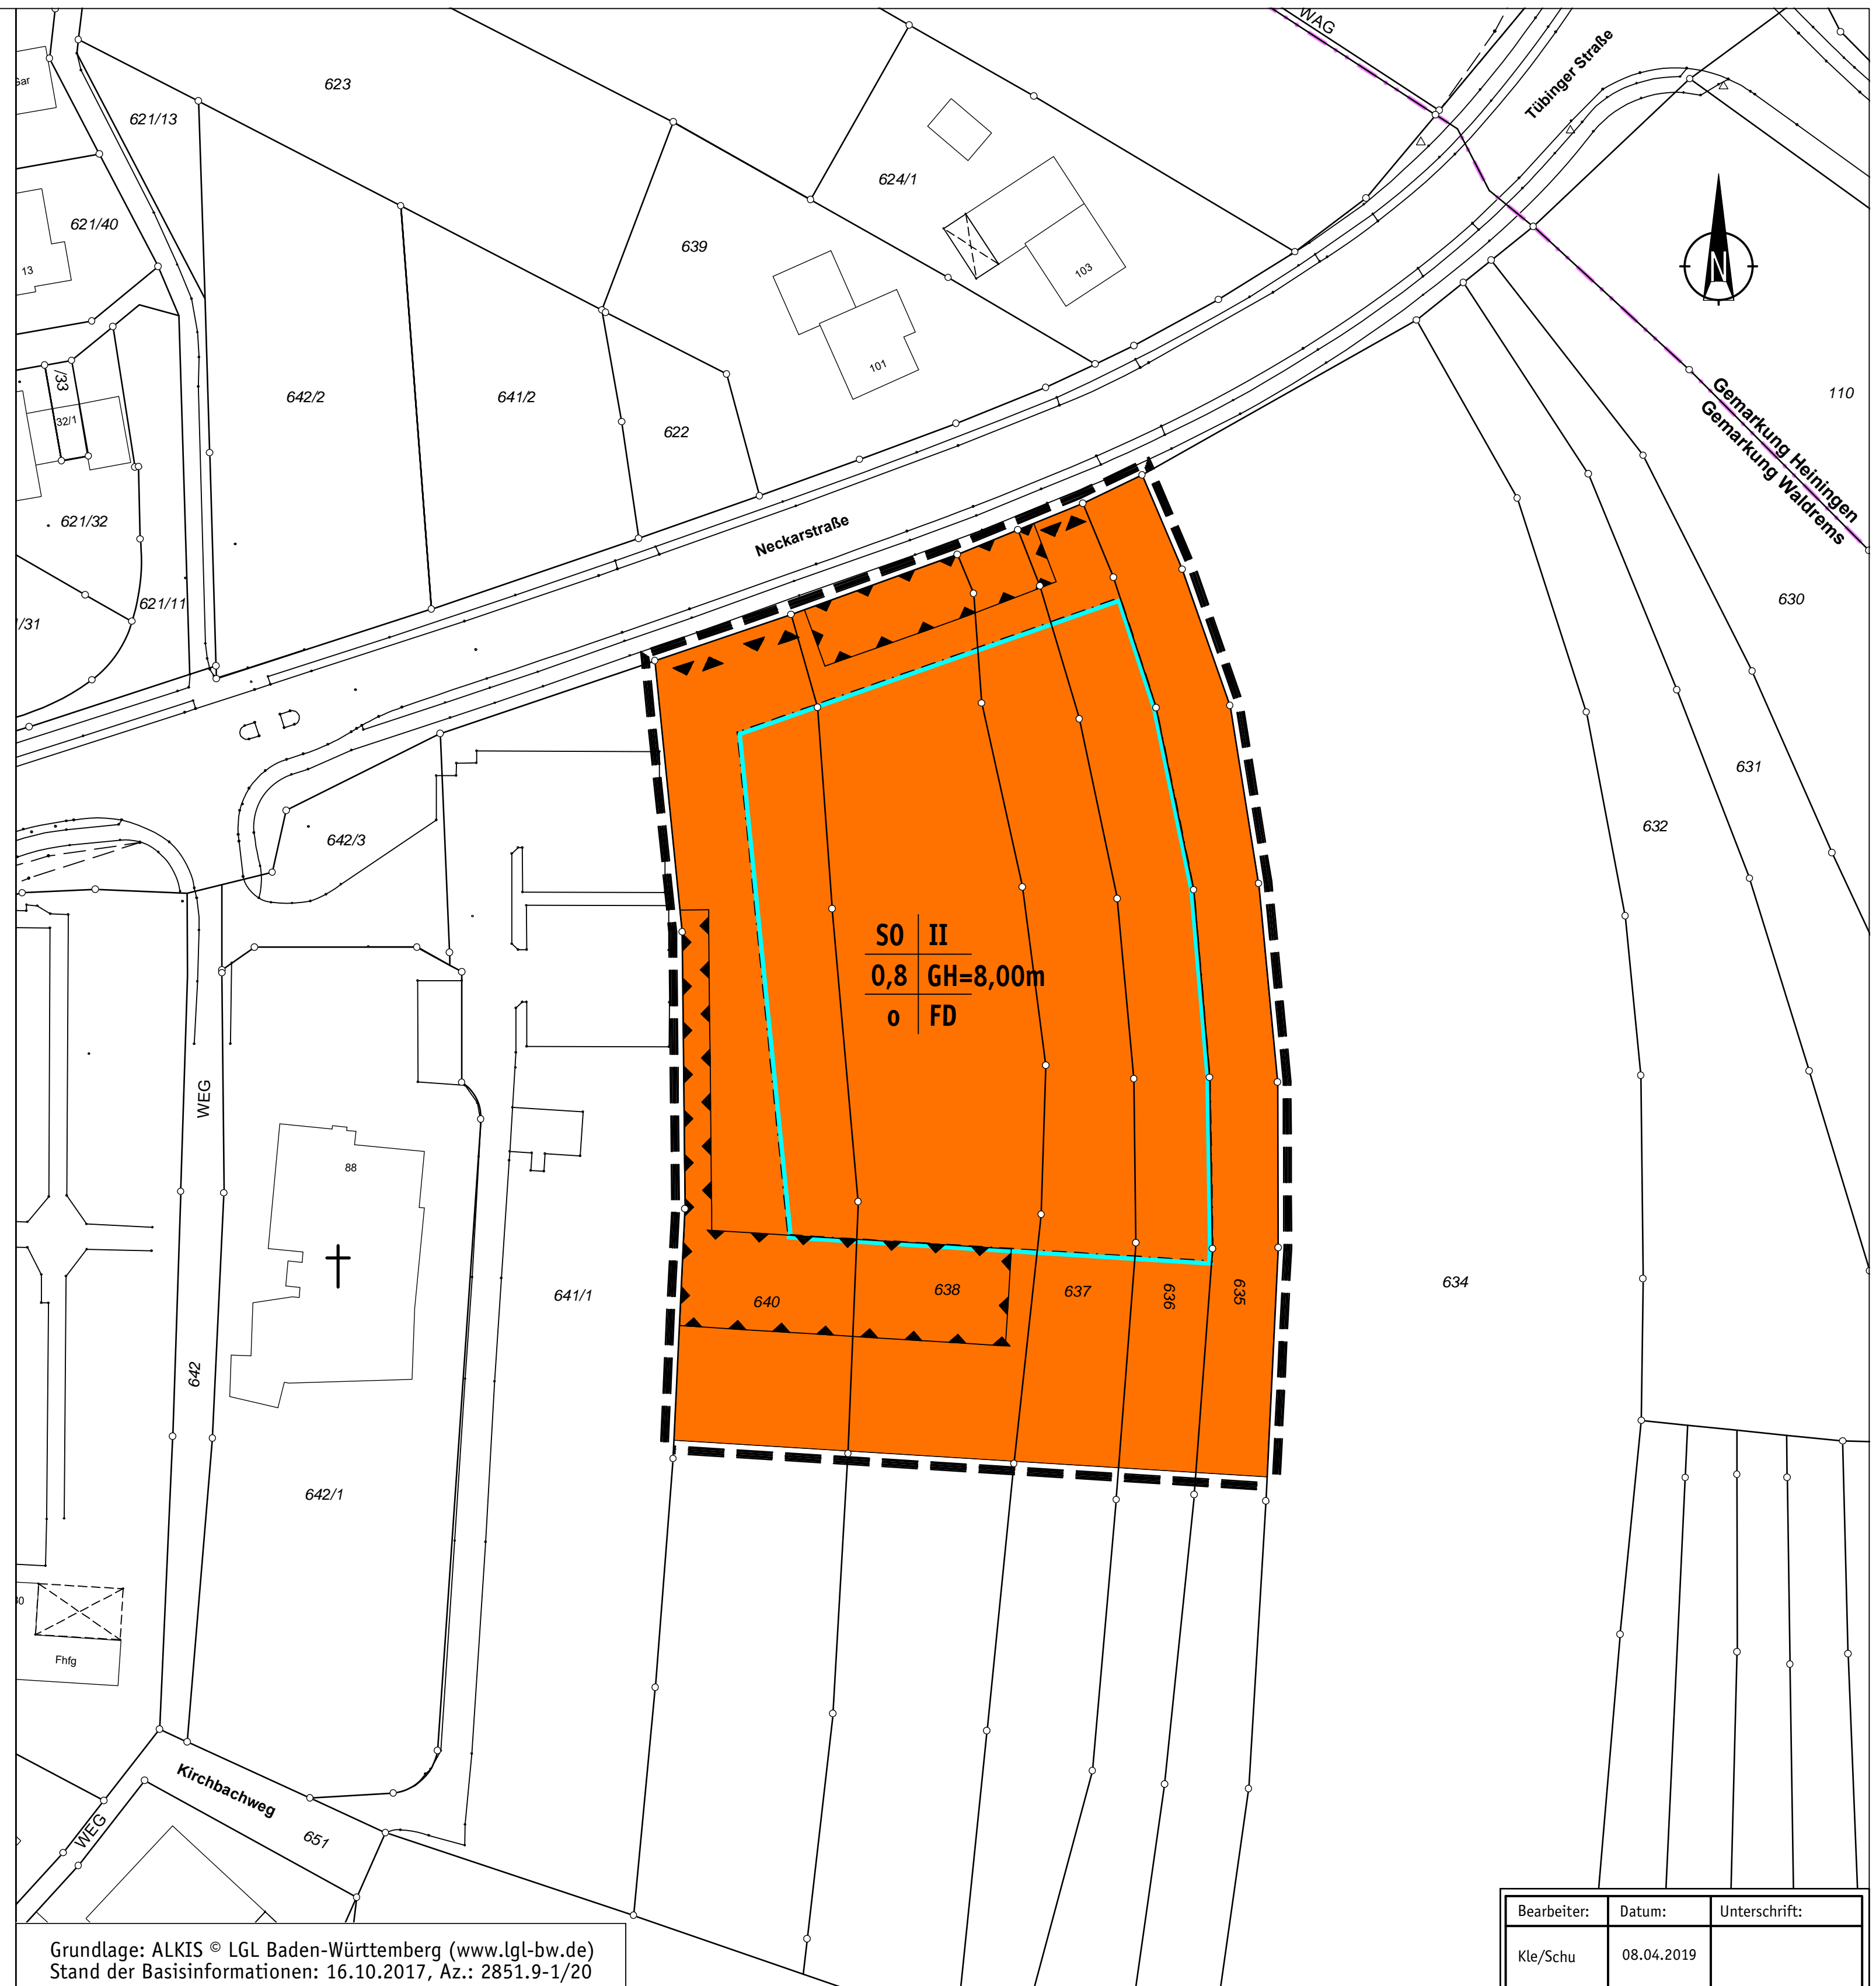 WAG
Tübinger Straße
623
621/13
624/1
621/40
13
639
103
N
101
/33
32/1
642/2
641/2
622
110
Gemarkung Heiningen
Gemarkung Waldrems
621/32
Neckarstraße
621/11
630
631
642/3
632
SO II
0,8 GH=8,00m
o FD
WEG
88
641/1
640
638
637
636
635
634
642
642/1
Fhfg
Kirchbachweg
651
WEG
Grundlage: ALKIS © LGL Baden-Württemberg (www.lgl-bw.de)
Stand der Basisinformationen: 16.10.2017, Az.: 2851.9-1/20
Bearbeiter: Datum: Unterschrift:
Kle/Schu 08.04.2019